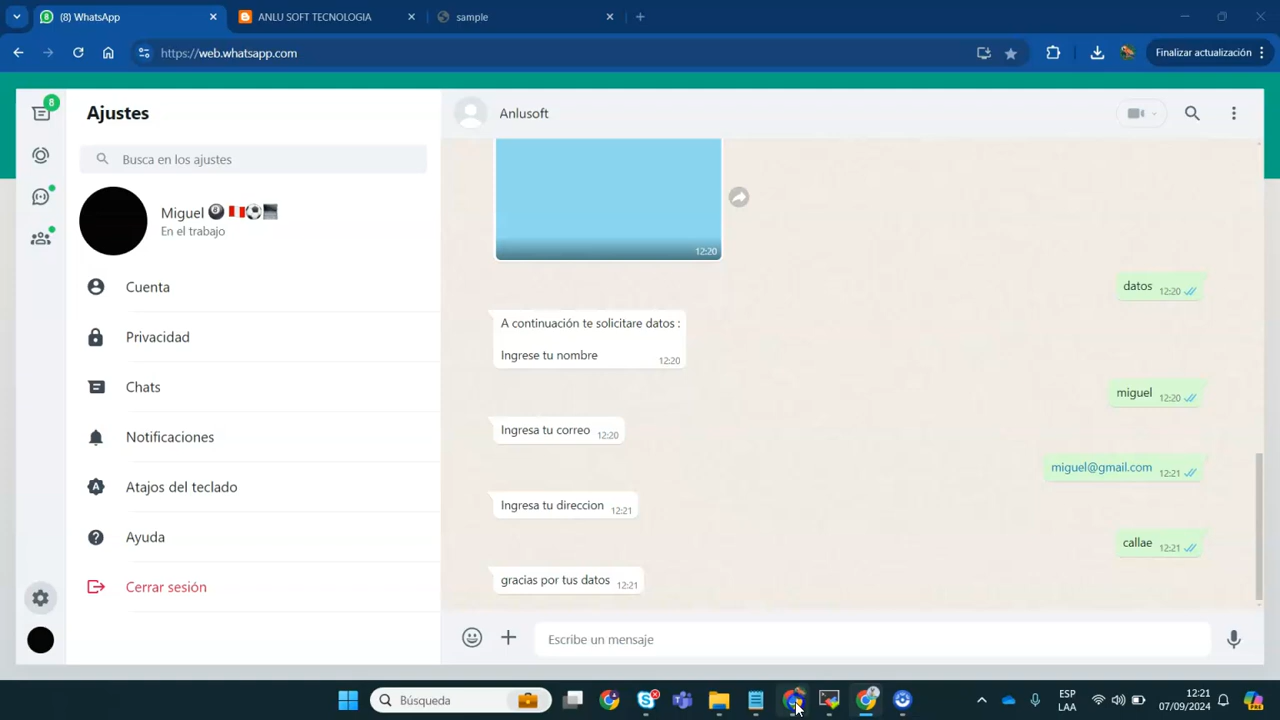 (8) WhatsApp
ANLU SOFT TECNOLOGIA
sample
https://web.whatsapp.com
Finalizar actualización
8
Ajustes
Busca en los ajustes
Miguel
En el trabajo
Cuenta
Privacidad
Chats
Notificaciones
Atajos del teclado
Ayuda
Cerrar sesión
Anlusoft
12:20
datos 12:20
A continuación te solicitare datos :
Ingrese tu nombre 12:20
miguel 12:20
Ingresa tu correo 12:20
miguel@gmail.com 12:21
Ingresa tu direccion 12:21
callae 12:21
gracias por tus datos 12:21
Escribe un mensaje
Búsqueda
ESP
LAA
12:21
07/09/2024